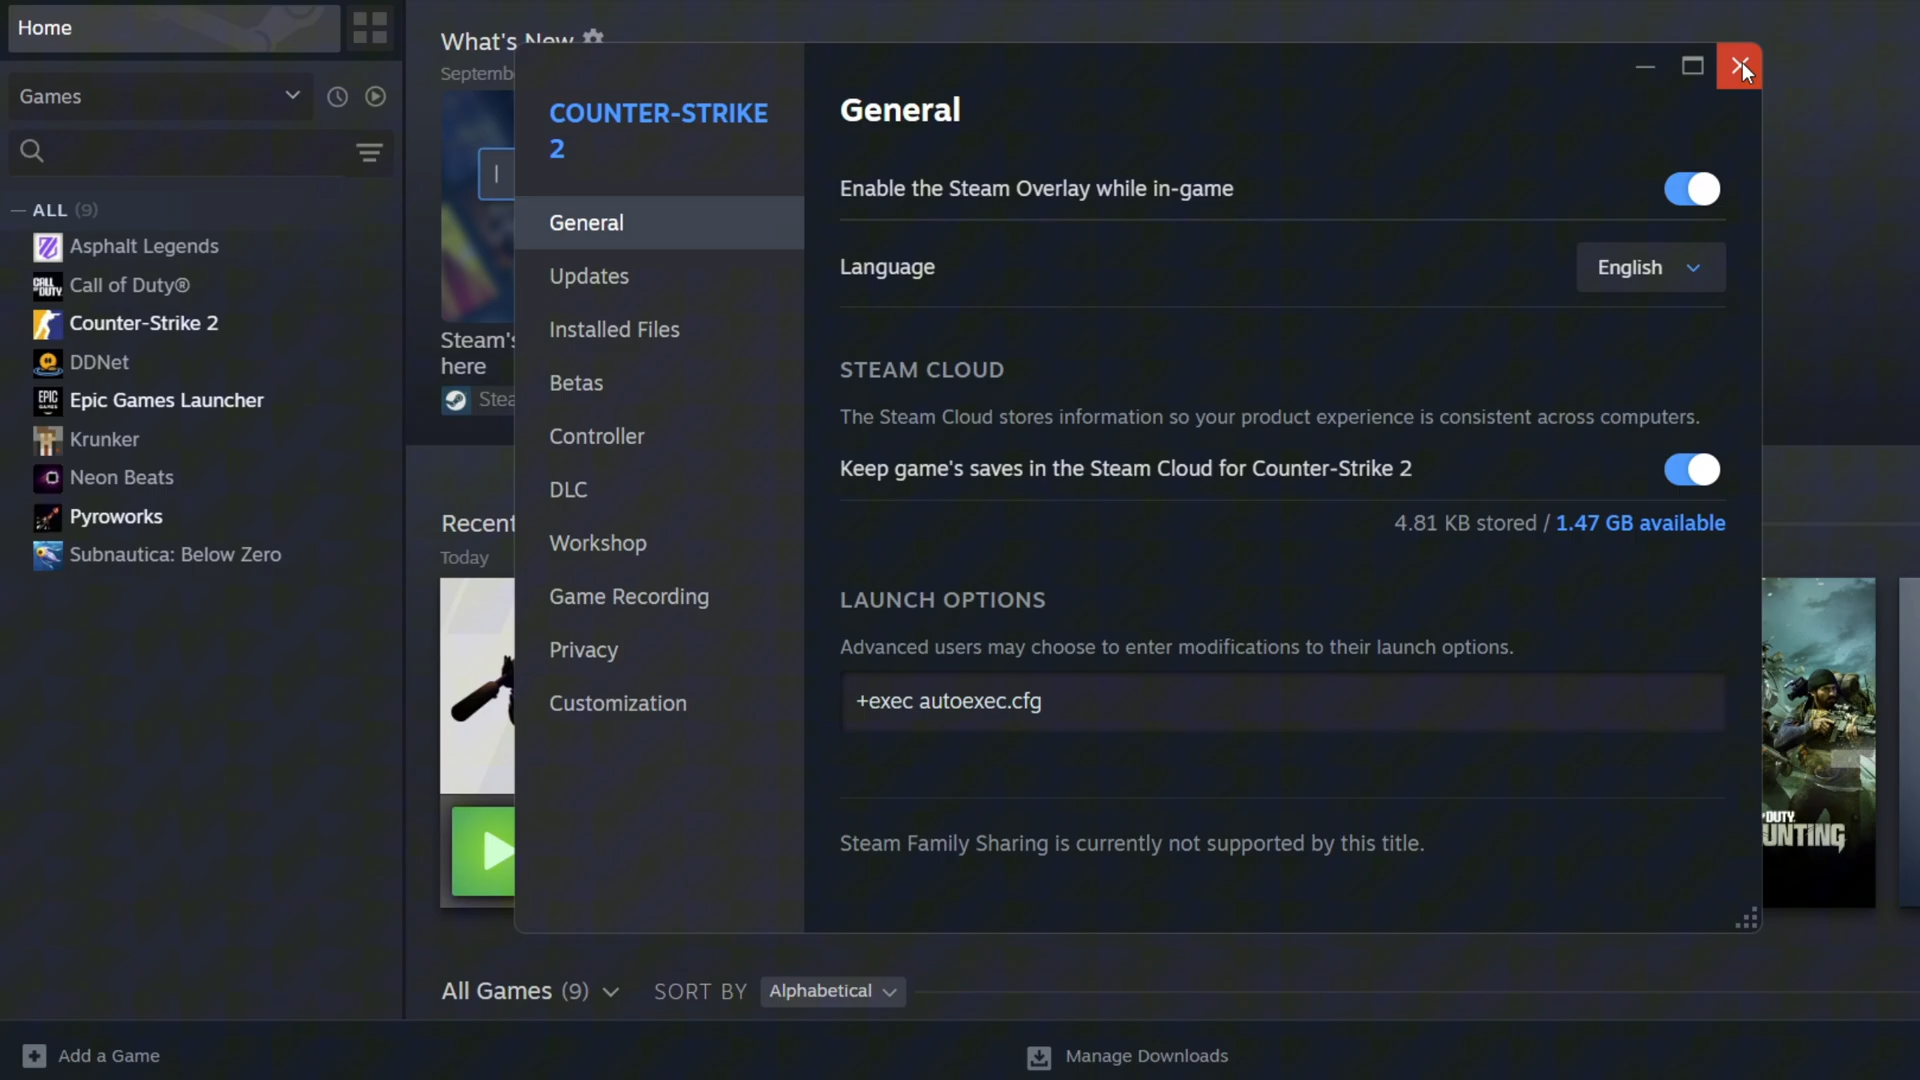 Home
Games
ALL (9)
Asphalt Legends
Call of Duty®
Counter-Strike 2
DDNet
Epic Games Launcher
Krunker
Neon Beats
Pyroworks
Subnautica: Below Zero
Add a Game
What's New
Septemb
Steam's
here
Stea
Recent
Today
COUNTER-STRIKE
2
General
Updates
Installed Files
Betas
Controller
DLC
Workshop
Game Recording
Privacy
Customization
General
Enable the Steam Overlay while in-game
Language
English
STEAM CLOUD
The Steam Cloud stores information so your product experience is consistent across computers.
Keep game's saves in the Steam Cloud for Counter-Strike 2
4.81 KB stored / 1.47 GB available
LAUNCH OPTIONS
Advanced users may choose to enter modifications to their launch options.
+exec autoexec.cfg
Steam Family Sharing is currently not supported by this title.
DUTY
UNTING
All Games (9)
SORT BY Alphabetical
Manage Downloads